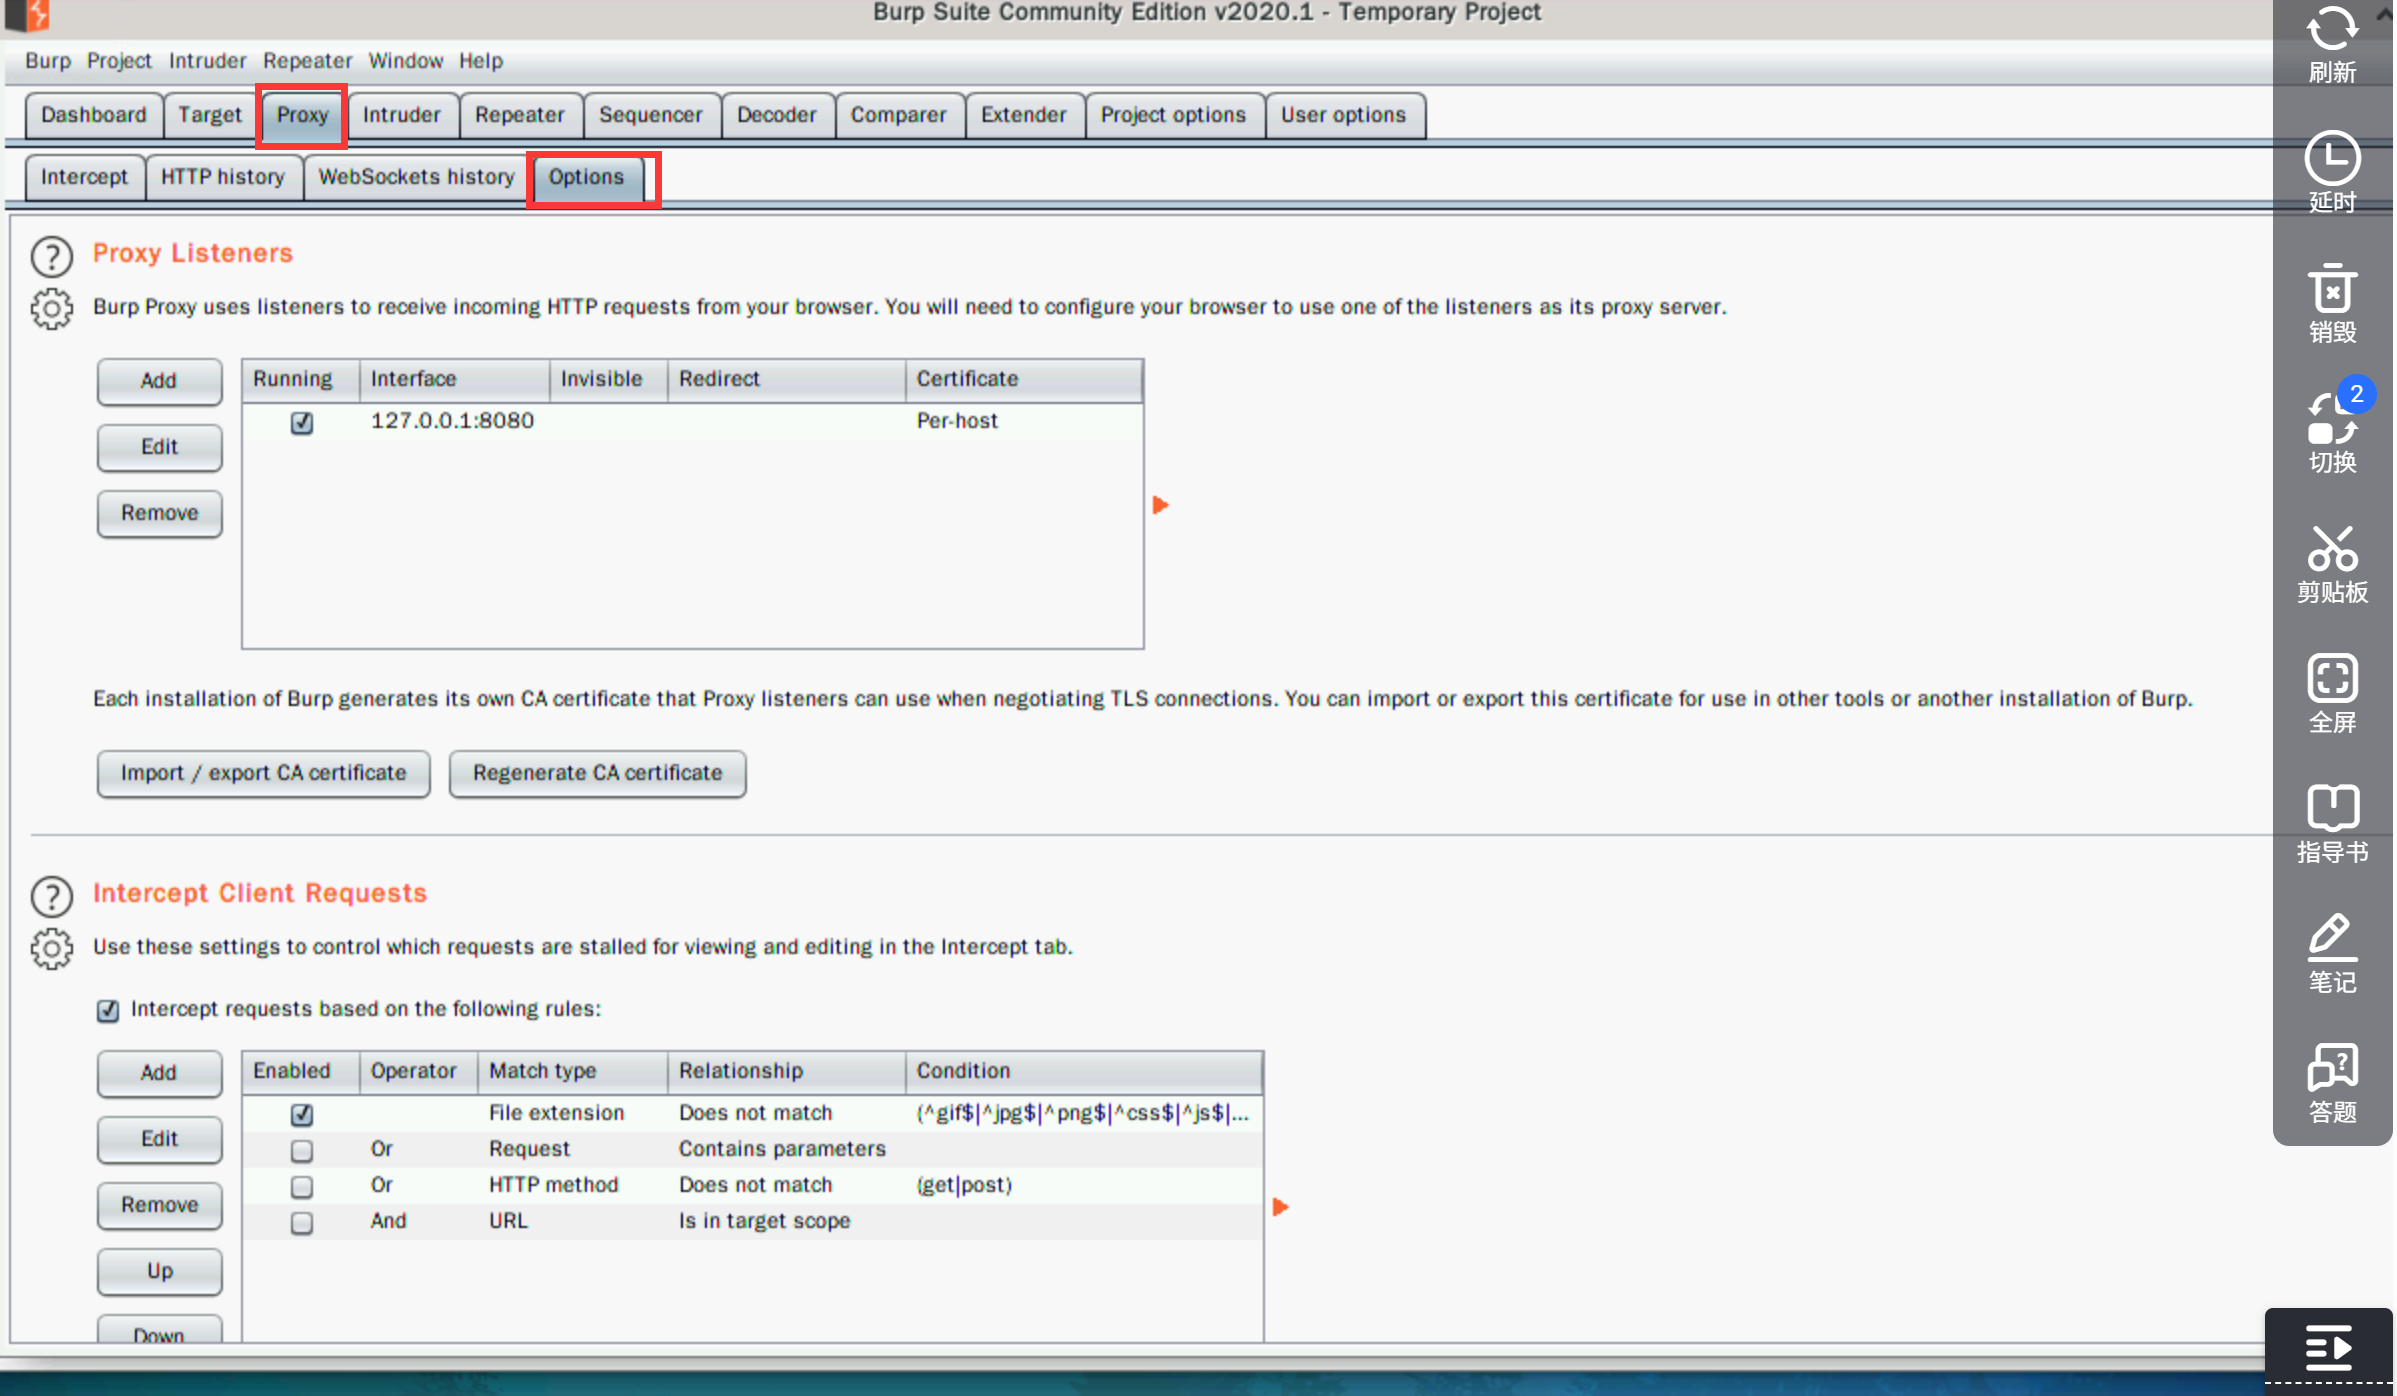 Burp Suite Community Edition v2020.1 - Temporary Project
Burp Project Intruder Repeater Window Help
Dashboard Target Proxy Intruder Repeater Sequencer Decoder Comparer Extender Project options User options
Intercept HTTP history WebSockets history Options
Proxy Listeners
Burp Proxy uses listeners to receive incoming HTTP requests from your browser. You will need to configure your browser to use one of the listeners as its proxy server.
Add
Edit
Remove
Running Interface Invisible Redirect Certificate
127.0.0.1:8080 Per-host
Each installation of Burp generates its own CA certificate that Proxy listeners can use when negotiating TLS connections. You can import or export this certificate for use in other tools or another installation of Burp.
Import / export CA certificate Regenerate CA certificate
Intercept Client Requests
Use these settings to control which requests are stalled for viewing and editing in the Intercept tab.
Intercept requests based on the following rules:
Add
Edit
Remove
Up
Down
Enabled Operator Match type Relationship Condition
File extension Does not match (^gif$|^jpg$|^png$|^css$|^js$|...
Or Request Contains parameters
Or HTTP method Does not match (get|post)
And URL Is in target scope
刷新
延时
销毁
2
切换
剪贴板
全屏
指导书
笔记
答题